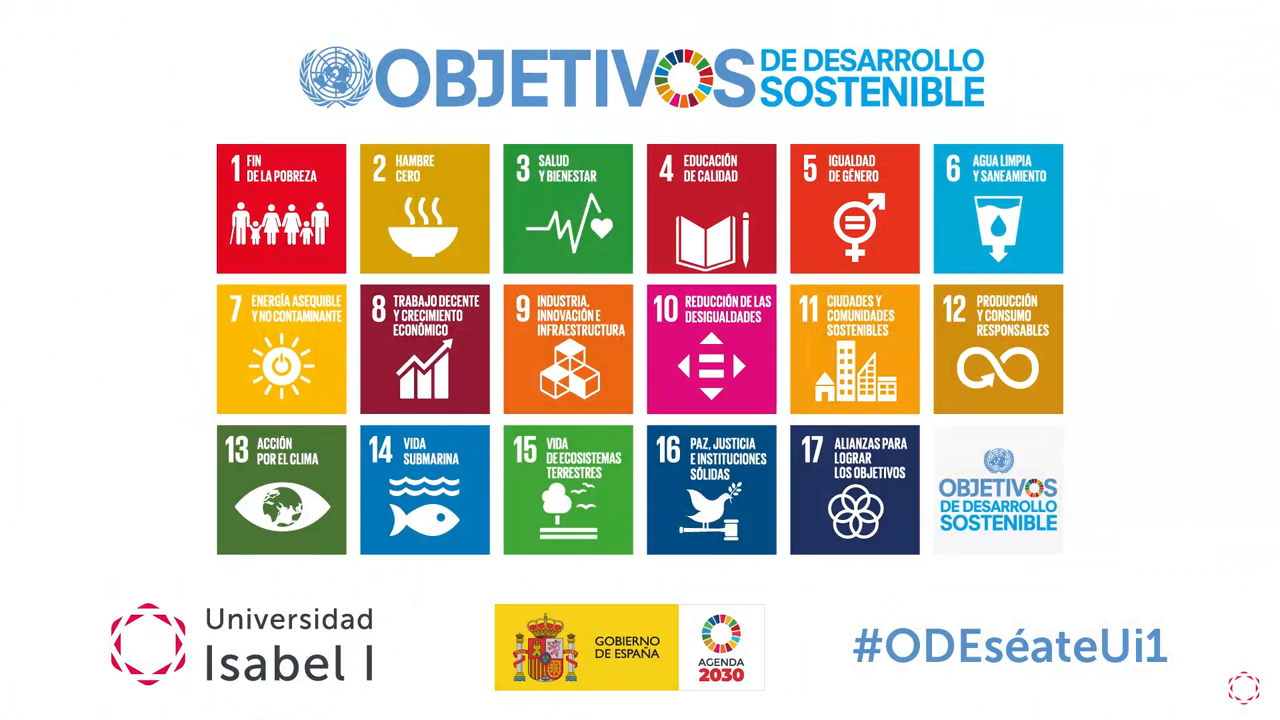 OBJETIVOS DE DESARROLLO
SOSTENIBLE
1 FIN
DE LA POBREZA
2 HAMBRE
CERO
3 SALUD
Y BIENESTAR
4 EDUCACIÓN
DE CALIDAD
5 IGUALDAD
DE GÉNERO
6 AGUA LIMPIA
Y SANEAMIENTO
7 ENERGÍA ASEQUIBLE
Y NO CONTAMINANTE
8 TRABAJO DECENTE
Y CRECIMIENTO
ECONÓMICO
9 INDUSTRIA,
INNOVACIÓN E
INFRAESTRUCTURA
10 REDUCCIÓN DE LAS
DESIGUALDADES
11 CIUDADES Y
COMUNIDADES
SOSTENIBLES
12 PRODUCCIÓN
Y CONSUMO
RESPONSABLES
13 ACCIÓN
POR EL CLIMA
14 VIDA
SUBMARINA
15 VIDA
DE ECOSISTEMAS
TERRESTRES
16 PAZ, JUSTICIA
E INSTITUCIONES
SÓLIDAS
17 ALIANZAS PARA
LOGRAR
LOS OBJETIVOS
OBJETIVOS
DE DESARROLLO
SOSTENIBLE
Universidad
Isabel I
GOBIERNO
DE ESPAÑA
AGENDA
2030
#ODEséateUi1